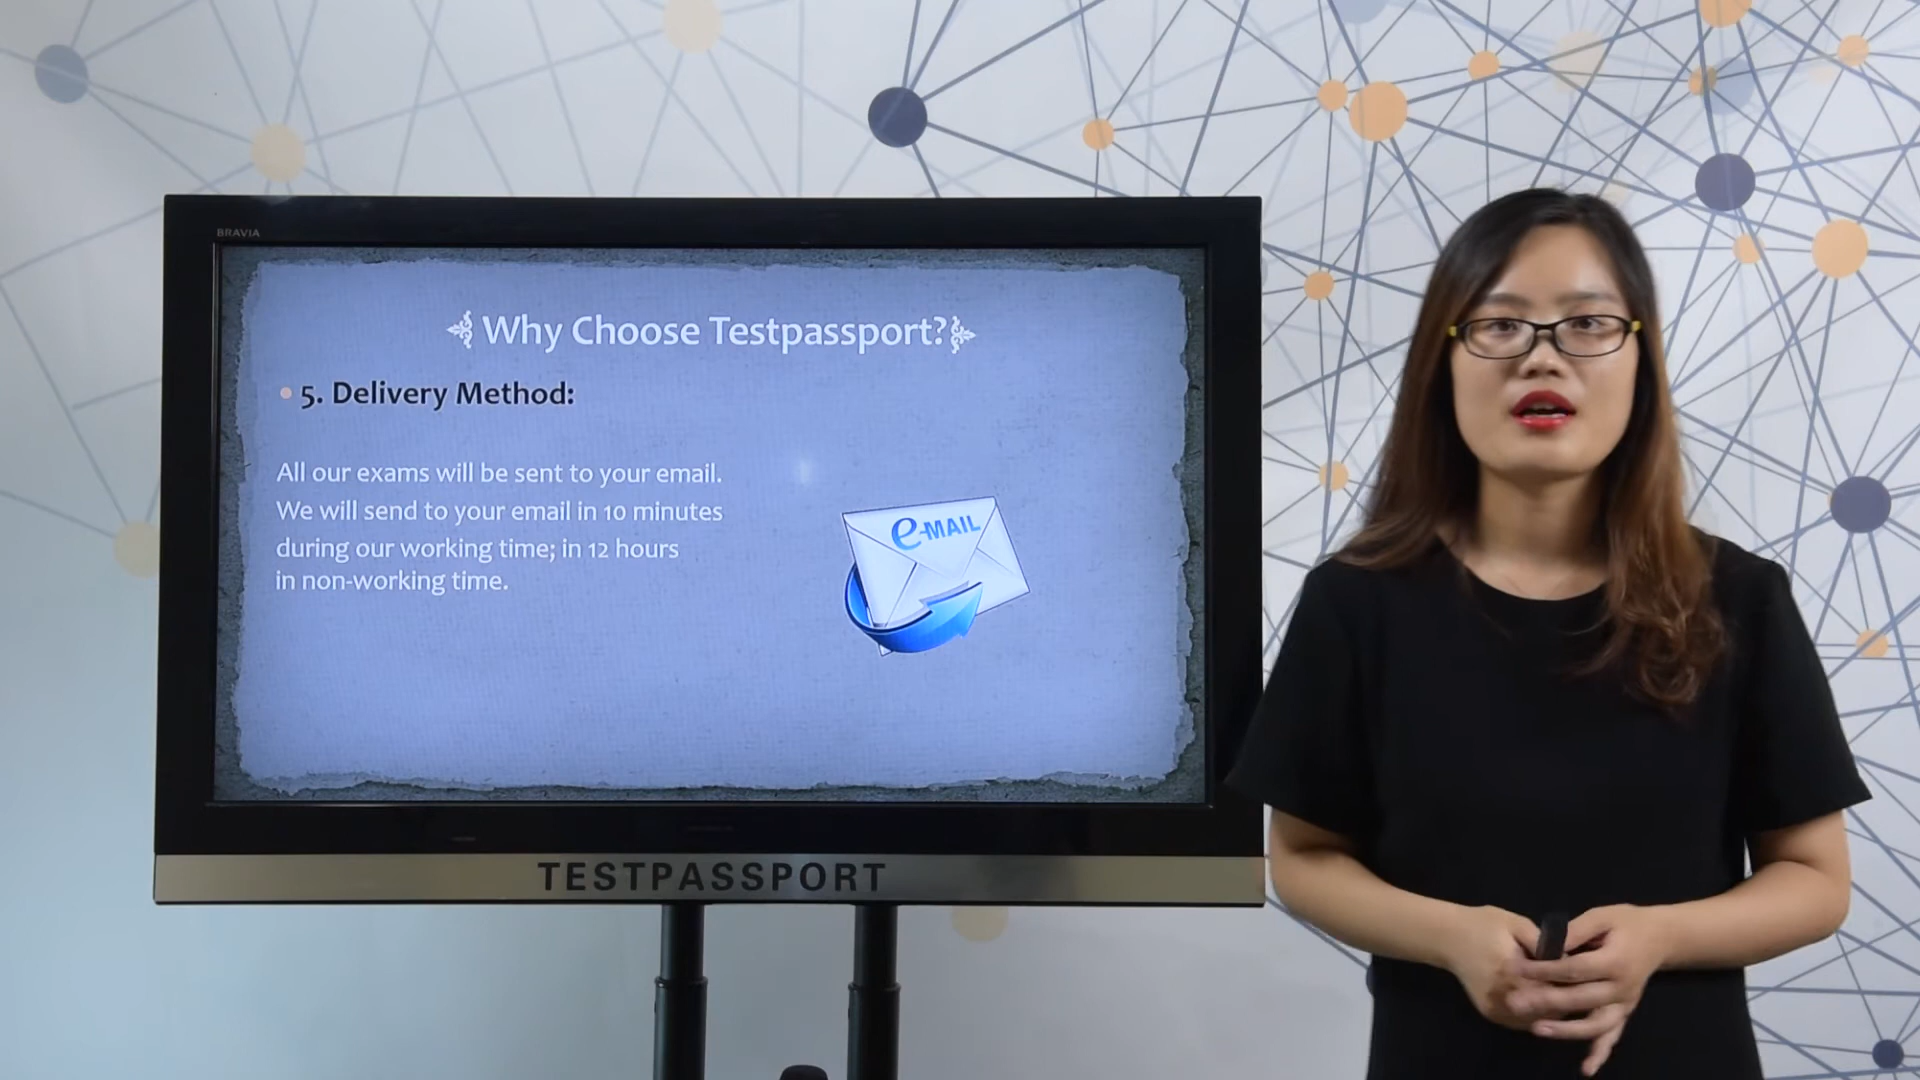 BRAVIA
Why Choose Testpassport?
• 5. Delivery Method:
All our exams will be sent to your email.
We will send to your email in 10 minutes
during our working time; in 12 hours
in non-working time.
e-MAIL
TESTPASSPORT